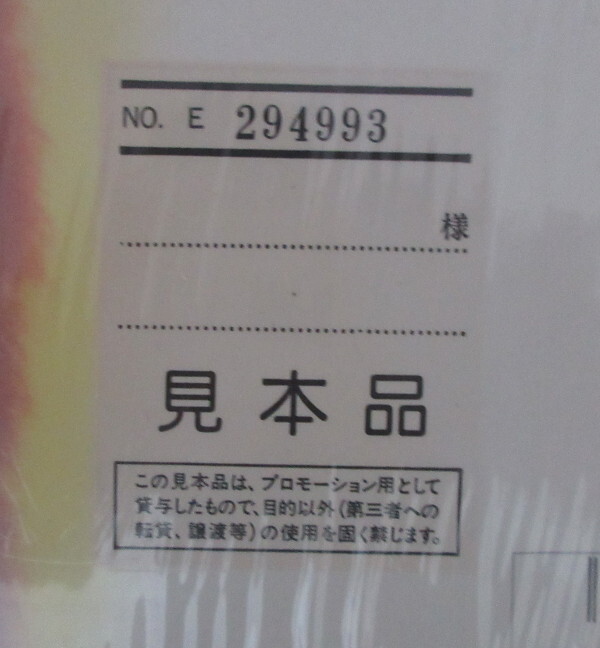 NO. E 294993
様
見本品
この見本品は、プロモーション用として
貸与したもので、目的以外(第三者への
転貸、譲渡等)の使用を固く禁じます。